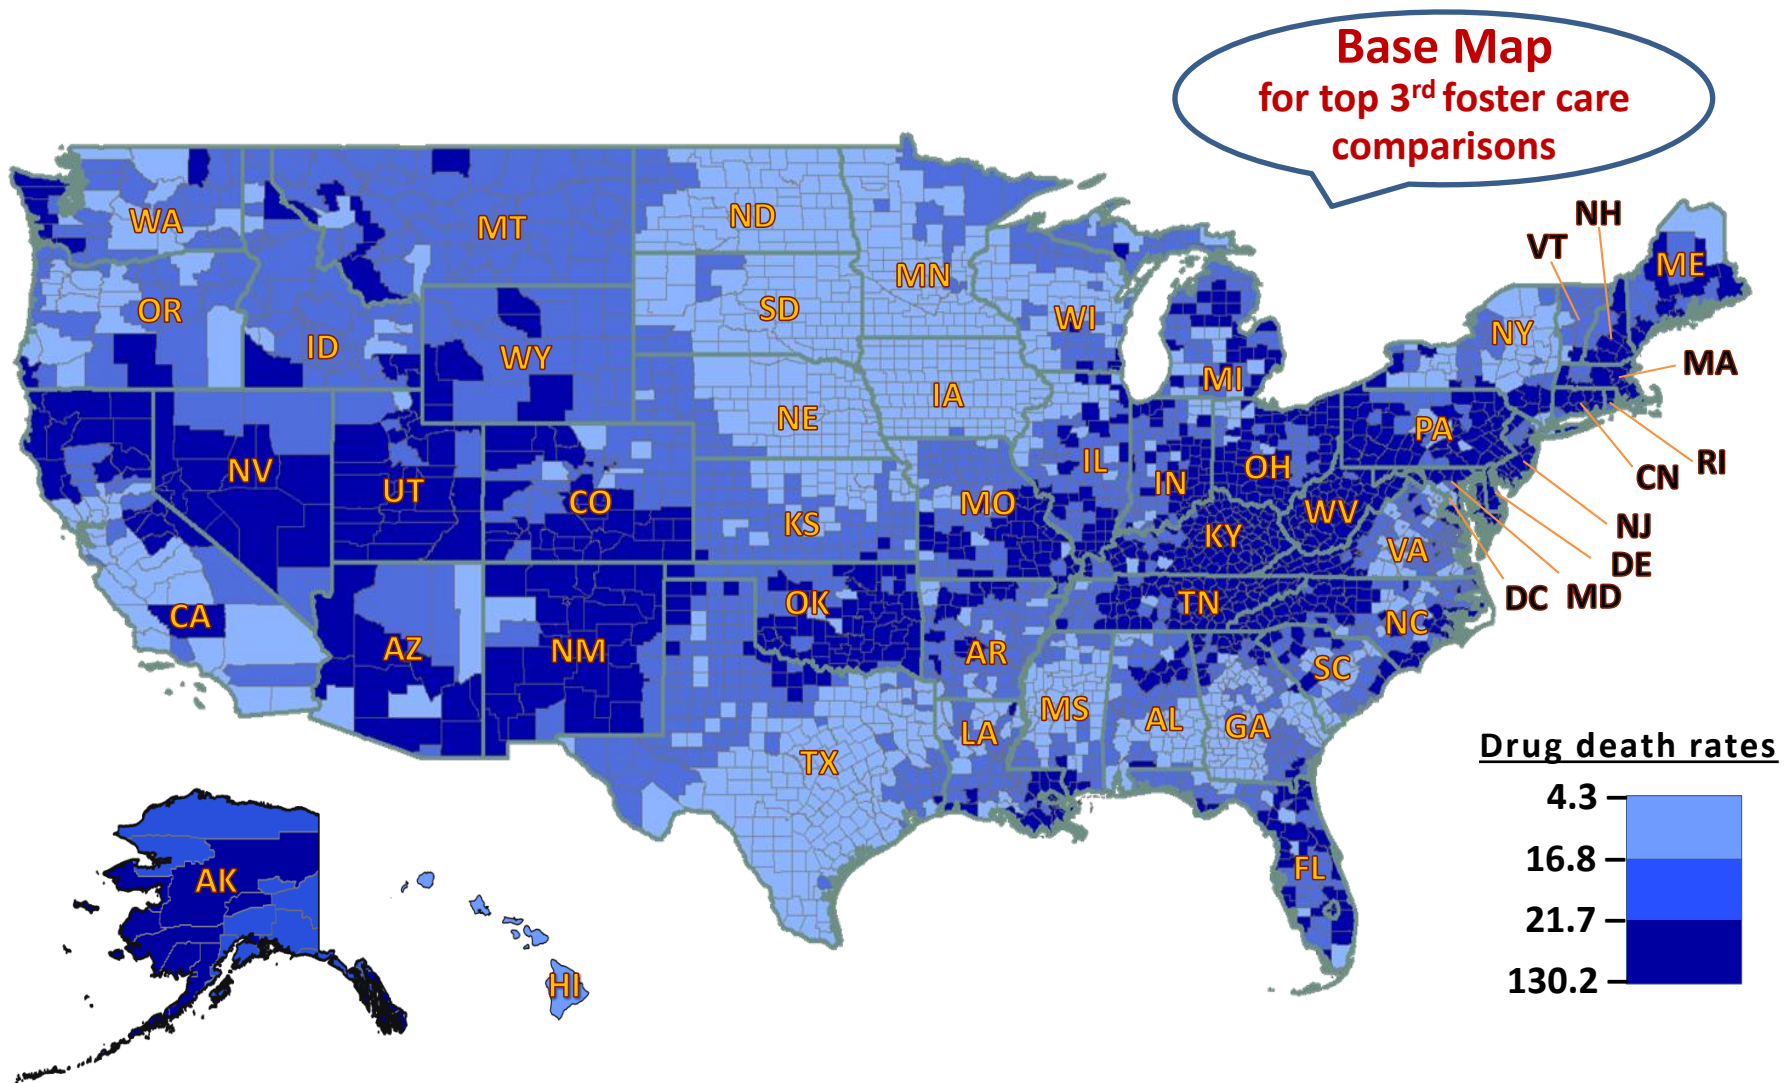 Base Map
for top 3rd foster care
comparisons
NH
VT
WA
MT
ND
MN
ME
OR
ID
WY
SD
WI
MI
NY
MA
NE
IA
PA
RI
CN
NV
UT
CO
KS
MO
IL
IN
OH
WV
KY
VA
NJ
DE
MD
DC
CA
AZ
NM
OK
AR
TN
NC
SC
MS
AL
GA
LA
TX
FL
AK
HI
Drug death rates
4.3
16.8
21.7
130.2